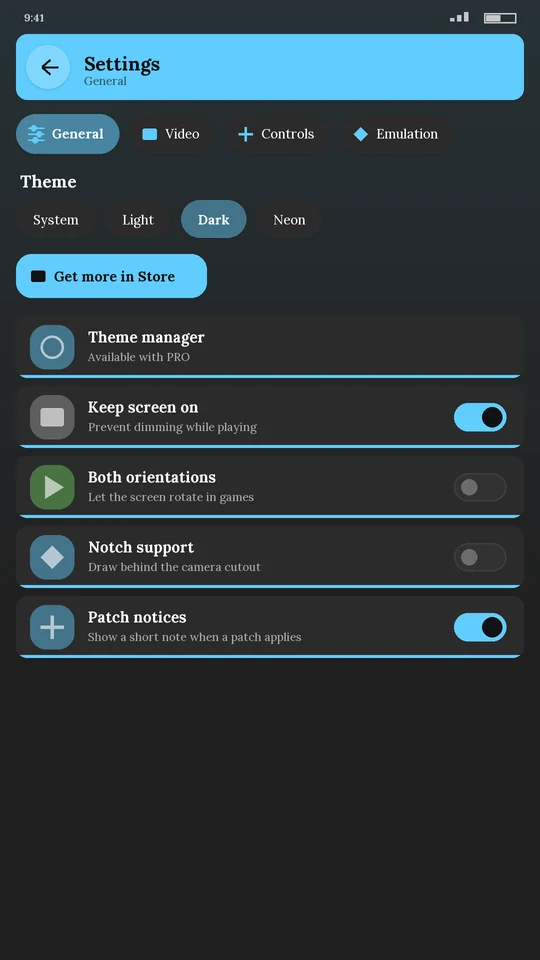 9:41
Settings
General
General
Video
Controls
Emulation
Theme
System
Light
Dark
Neon
Get more in Store
Theme manager
Available with PRO
Keep screen on
Prevent dimming while playing
Both orientations
Let the screen rotate in games
Notch support
Draw behind the camera cutout
Patch notices
Show a short note when a patch applies